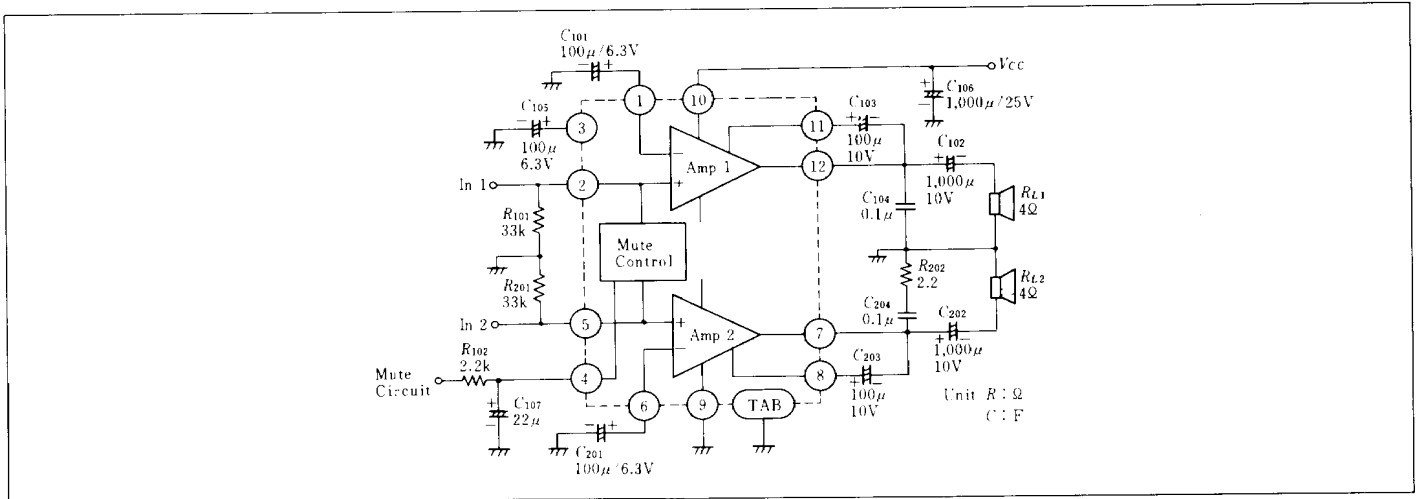 C101
100μ/6.3V
VCC
C106
1,000μ/25V
1
10
C105
100μ
6.3V
3
C103
100μ
10V
11
12
C102
1,000μ
10V
Amp 1
In 1
2
R101
33k
C104
0.1μ
RL1
4Ω
Mute
Control
R201
33k
R202
2.2
RL2
4Ω
C204
0.1μ
In 2
5
Amp 2
7
C202
1,000μ
10V
R102
2.2k
Mute
Circuit
4
8
C203
100μ
10V
C107
22μ
6
9
TAB
Unit R : Ω
C : F
C201
100μ/6.3V